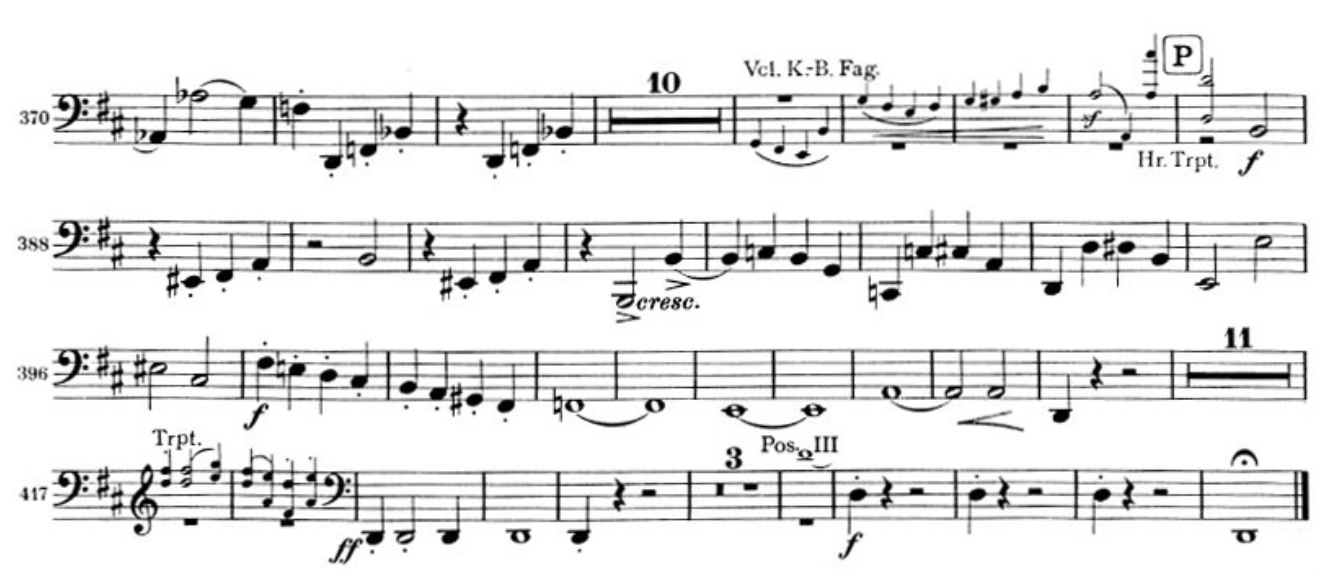 10 Vcl. K.-B. Fag. P
370
Hr. Trpt. f
sf
388
cresc.
11
396
f
Trpt. 3 Pos. III
417
ff f